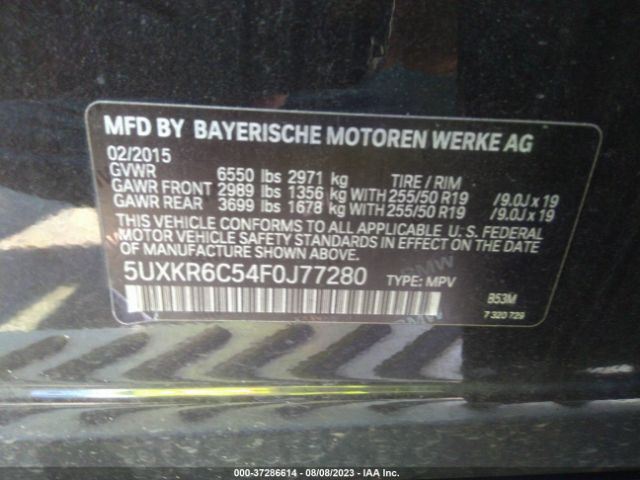 MFD BY BAYERISCHE MOTOREN WERKE AG
02/2015
GVWR 6550 lbs 2971 kg TIRE / RIM
GAWR FRONT 2989 lbs 1356 kg WITH 255/50 R19 /9.0J x 19
GAWR REAR 3699 lbs 1678 kg WITH 255/50 R19 /9.0J x 19
THIS VEHICLE CONFORMS TO ALL APPLICABLE U. S. FEDERAL
MOTOR VEHICLE SAFETY STANDARDS IN EFFECT ON THE DATE
OF MANUFACTURE SHOWN ABOVE.
5UXKR6C54F0J77280 TYPE: MPV
B53M
7 320 729
000-37286614 - 08/08/2023 - IAA Inc.